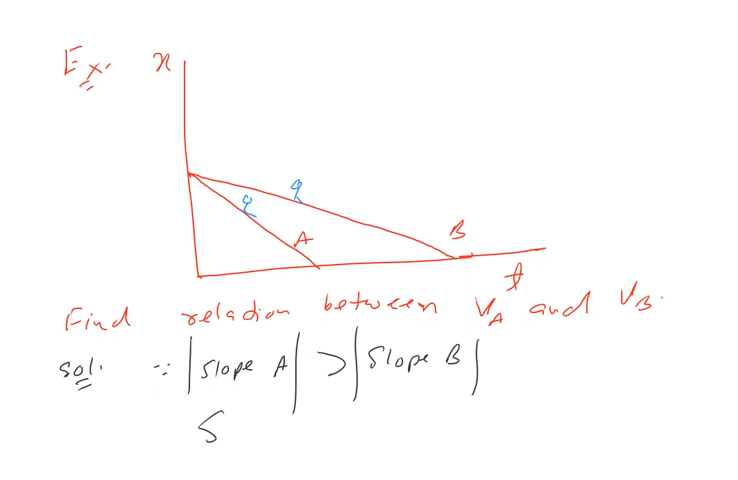 Ex. x
A
B
t
Find relation between VA and VB.
Sol. ∵ |Slope A| > |Slope B|
S